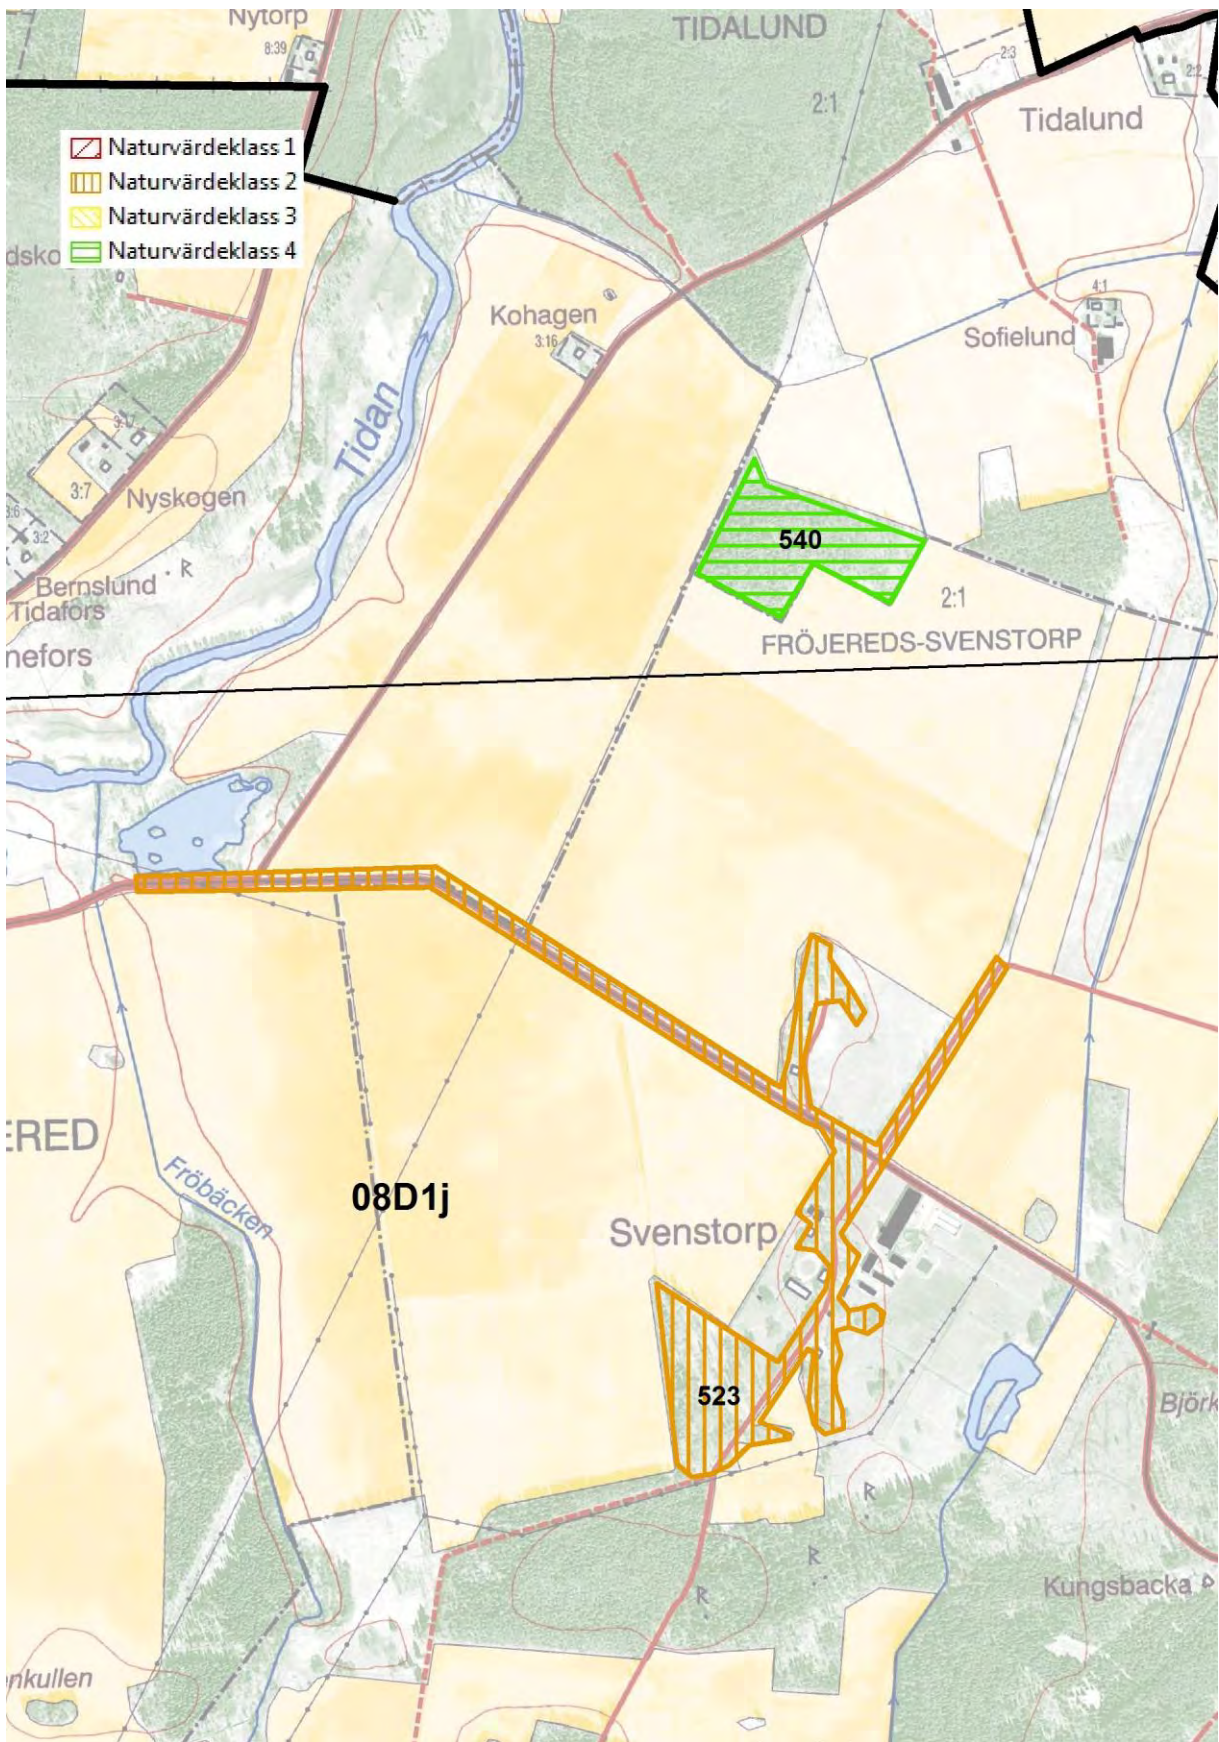 Nytorp
8:39
TIDALUND
2:3
2:2
2:1
Tidalund
Naturvärdeklass 1
Naturvärdeklass 2
Naturvärdeklass 3
Naturvärdeklass 4
dsko
4:1
Kohagen
3:16
Sofielund
Tidan
3:7
Nyskogen
3:6
3:2
540
R
Bernslund
Tidafors
2:1
nefors
FRÖJEREDS-SVENSTORP
ERED
Fröbäcken
08D1j
Svenstorp
523
Björk
R
R
Kungsbacka
R
nkullen